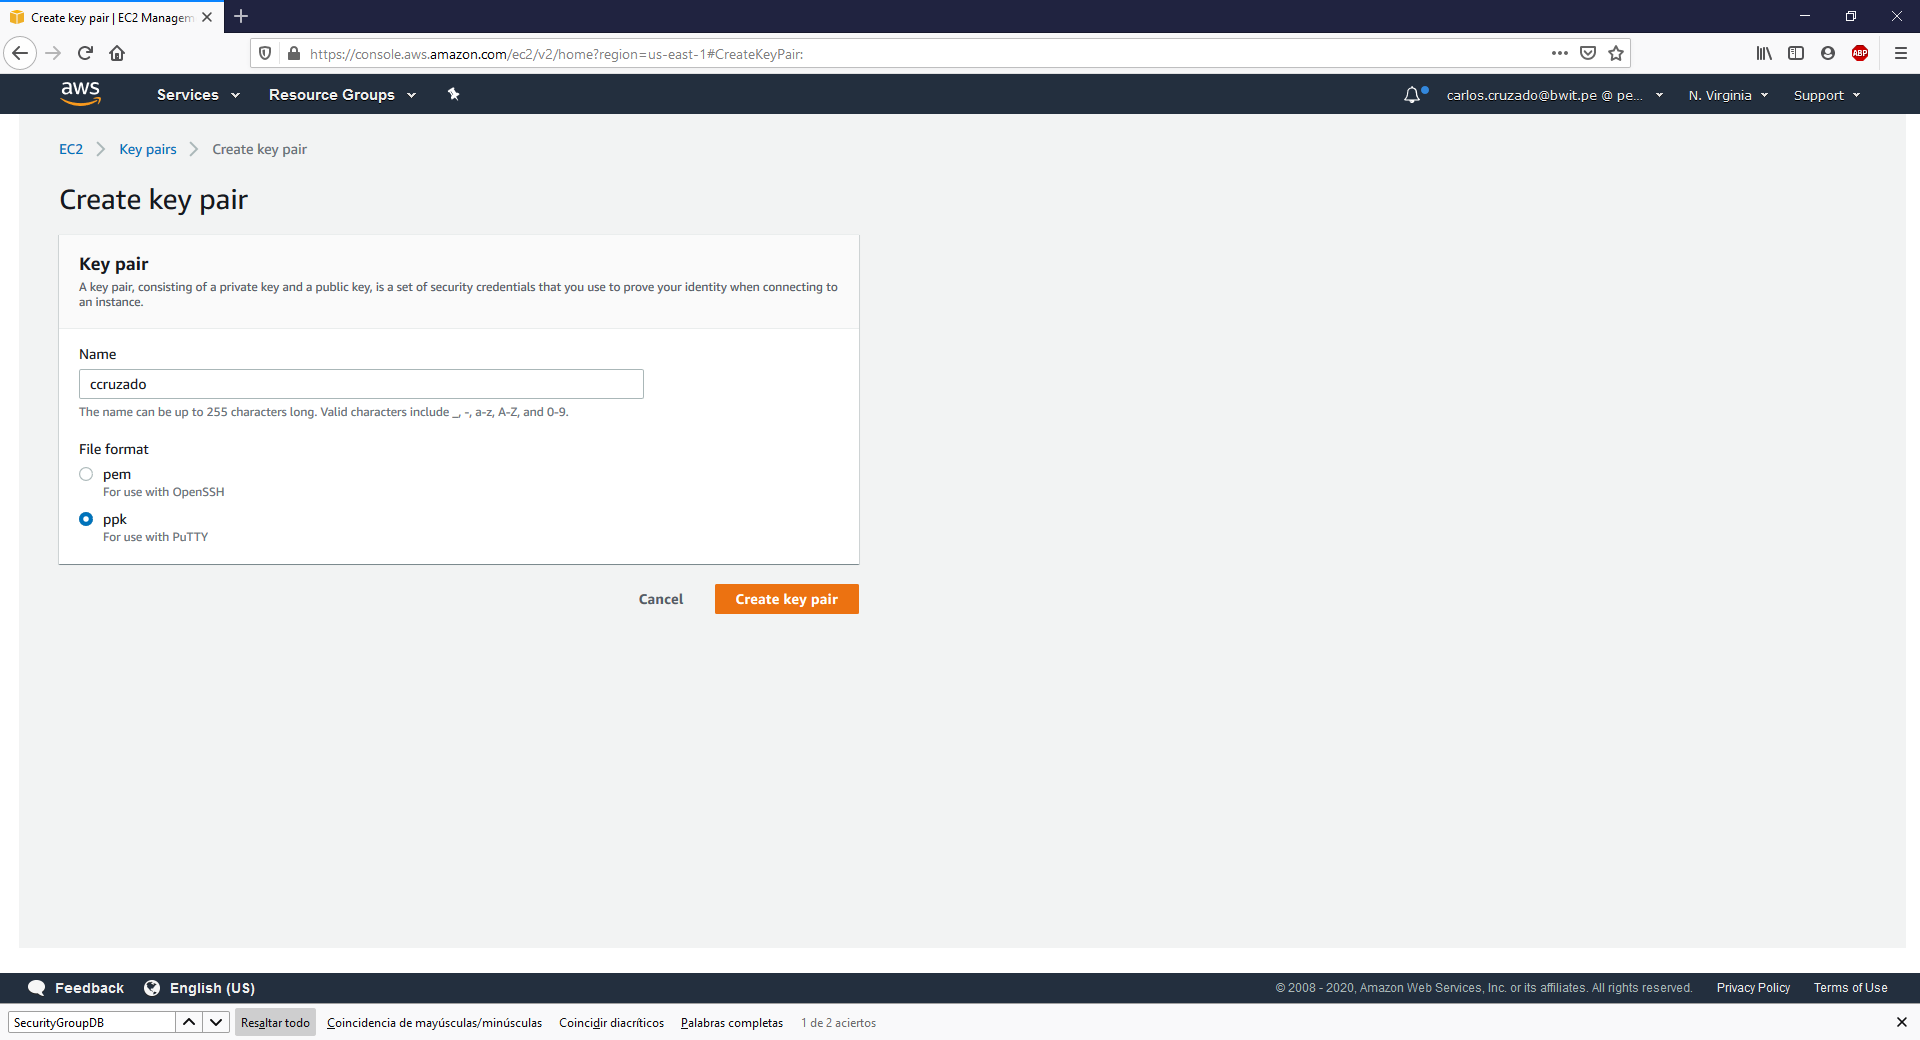 Create key pair | EC2 Managem
https://console.aws.amazon.com/ec2/v2/home?region=us-east-1#CreateKeyPair:
ABP
aws
Services
Resource Groups
carlos.cruzado@bwit.pe @ pe...
N. Virginia
Support
EC2
Key pairs
Create key pair
Create key pair
Key pair
A key pair, consisting of a private key and a public key, is a set of security credentials that you use to prove your identity when connecting to
an instance.
Name
ccruzado
The name can be up to 255 characters long. Valid characters include _, -, a-z, A-Z, and 0-9.
File format
pem
For use with OpenSSH
ppk
For use with PuTTY
Cancel
Create key pair
Feedback
English (US)
© 2008 - 2020, Amazon Web Services, Inc. or its affiliates. All rights reserved.
Privacy Policy
Terms of Use
SecurityGroupDB
Resaltar todo
Coincidencia de mayúsculas/minúsculas
Coincidir diacríticos
Palabras completas
1 de 2 aciertos